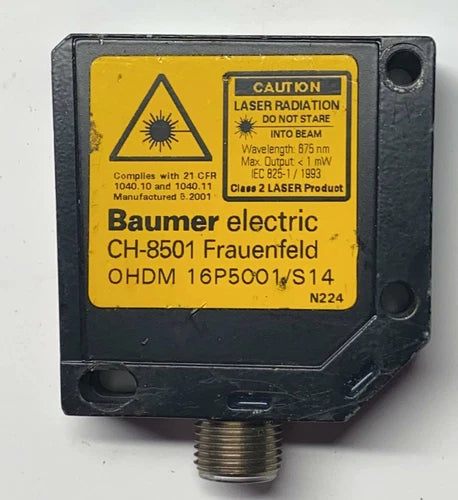 CAUTION
LASER RADIATION
DO NOT STARE
INTO BEAM
Wavelength: 675 nm
Max. Output < 1 mW
IEC 825-1 / 1993
Class 2 LASER Product
Complies with 21 CFR
1040.10 and 1040.11
Manufactured 6.2001
Baumer electric
CH-8501 Frauenfeld
OHDM 16P5001/S14
N224